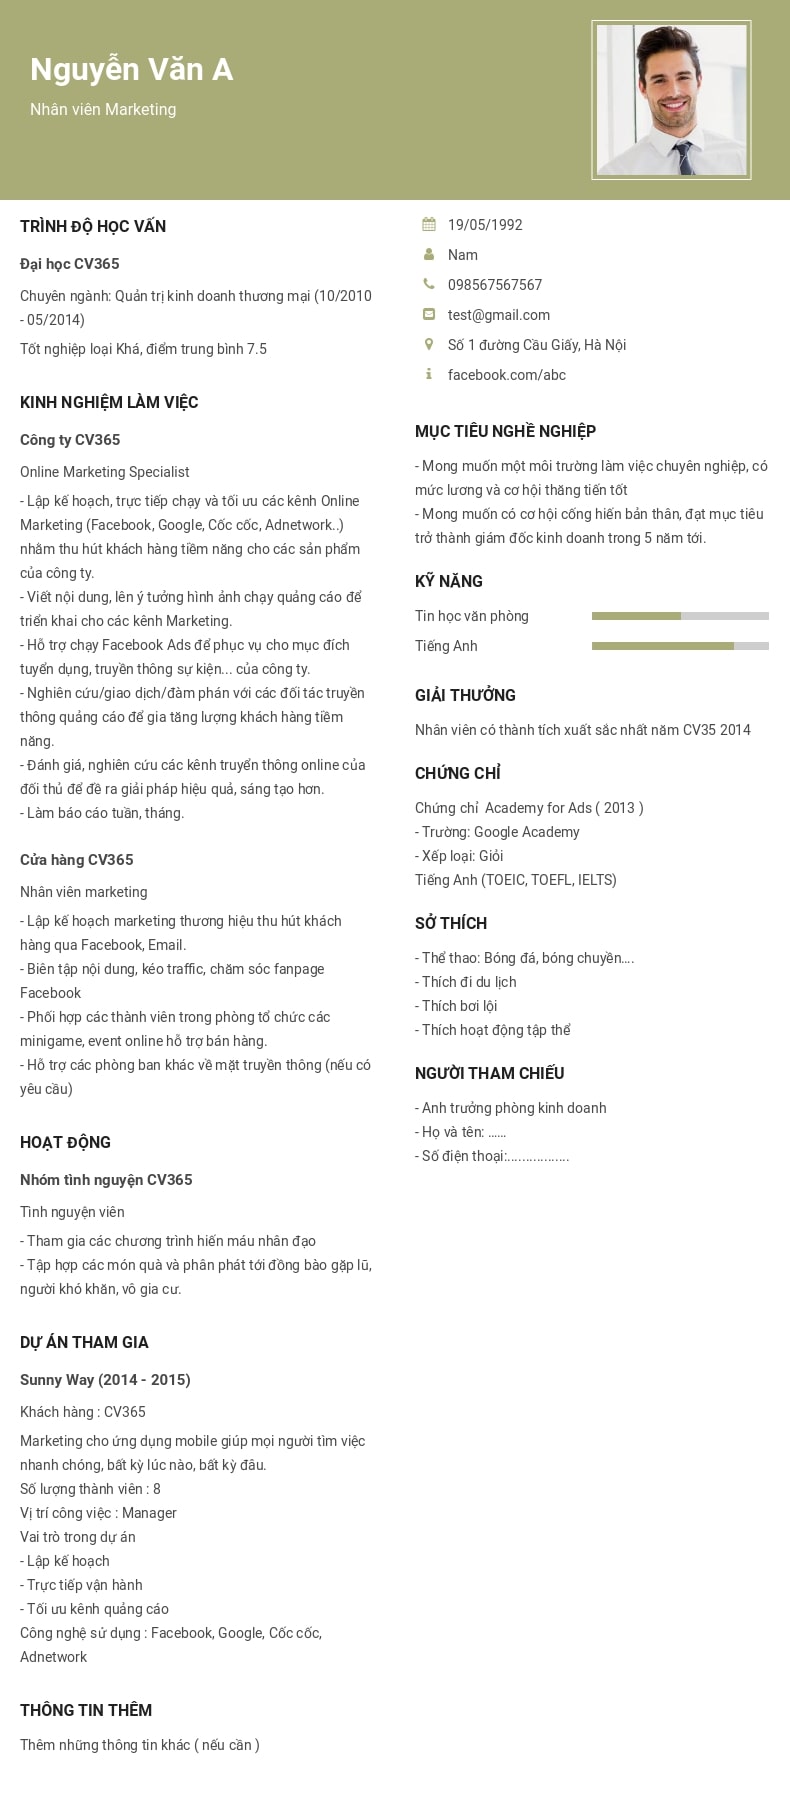 Nguyễn Văn A
Nhân viên Marketing
TRÌNH ĐỘ HỌC VẤN
Đại học CV365
Chuyên ngành: Quản trị kinh doanh thương mại (10/2010
- 05/2014)
Tốt nghiệp loại Khá, điểm trung bình 7.5
KINH NGHIỆM LÀM VIỆC
Công ty CV365
Online Marketing Specialist
- Lập kế hoạch, trực tiếp chạy và tối ưu các kênh Online
Marketing (Facebook, Google, Cốc cốc, Adnetwork..)
nhằm thu hút khách hàng tiềm năng cho các sản phẩm
của công ty.
- Viết nội dung, lên ý tưởng hình ảnh chạy quảng cáo để
triển khai cho các kênh Marketing.
- Hỗ trợ chạy Facebook Ads để phục vụ cho mục đích
tuyển dụng, truyền thông sự kiện... của công ty.
- Nghiên cứu/giao dịch/đàm phán với các đối tác truyền
thông quảng cáo để gia tăng lượng khách hàng tiềm
năng.
- Đánh giá, nghiên cứu các kênh truyển thông online của
đối thủ để đề ra giải pháp hiệu quả, sáng tạo hơn.
- Làm báo cáo tuần, tháng.
Cửa hàng CV365
Nhân viên marketing
- Lập kế hoạch marketing thương hiệu thu hút khách
hàng qua Facebook, Email.
- Biên tập nội dung, kéo traffic, chăm sóc fanpage
Facebook
- Phối hợp các thành viên trong phòng tổ chức các
minigame, event online hỗ trợ bán hàng.
- Hỗ trợ các phòng ban khác về mặt truyền thông (nếu có
yêu cầu)
HOẠT ĐỘNG
Nhóm tình nguyện CV365
Tình nguyện viên
- Tham gia các chương trình hiến máu nhân đạo
- Tập hợp các món quà và phân phát tới đồng bào gặp lũ,
người khó khăn, vô gia cư.
DỰ ÁN THAM GIA
Sunny Way (2014 - 2015)
Khách hàng : CV365
Marketing cho ứng dụng mobile giúp mọi người tìm việc
nhanh chóng, bất kỳ lúc nào, bất kỳ đâu.
Số lượng thành viên : 8
Vị trí công việc : Manager
Vai trò trong dự án
- Lập kế hoạch
- Trực tiếp vận hành
- Tối ưu kênh quảng cáo
Công nghệ sử dụng : Facebook, Google, Cốc cốc,
Adnetwork
THÔNG TIN THÊM
Thêm những thông tin khác ( nếu cần )
19/05/1992
Nam
098567567567
test@gmail.com
Số 1 đường Cầu Giấy, Hà Nội
facebook.com/abc
MỤC TIÊU NGHỀ NGHIỆP
- Mong muốn một môi trường làm việc chuyên nghiệp, có
mức lương và cơ hội thăng tiến tốt
- Mong muốn có cơ hội cống hiến bản thân, đạt mục tiêu
trở thành giám đốc kinh doanh trong 5 năm tới.
KỸ NĂNG
Tin học văn phòng
Tiếng Anh
GIẢI THƯỞNG
Nhân viên có thành tích xuất sắc nhất năm CV35 2014
CHỨNG CHỈ
Chứng chỉ  Academy for Ads ( 2013 )
- Trường: Google Academy
- Xếp loại: Giỏi
Tiếng Anh (TOEIC, TOEFL, IELTS)
SỞ THÍCH
- Thể thao: Bóng đá, bóng chuyền....
- Thích đi du lịch
- Thích bơi lội
- Thích hoạt động tập thể
NGƯỜI THAM CHIẾU
- Anh trưởng phòng kinh doanh
- Họ và tên: ......
- Số điện thoại:.................